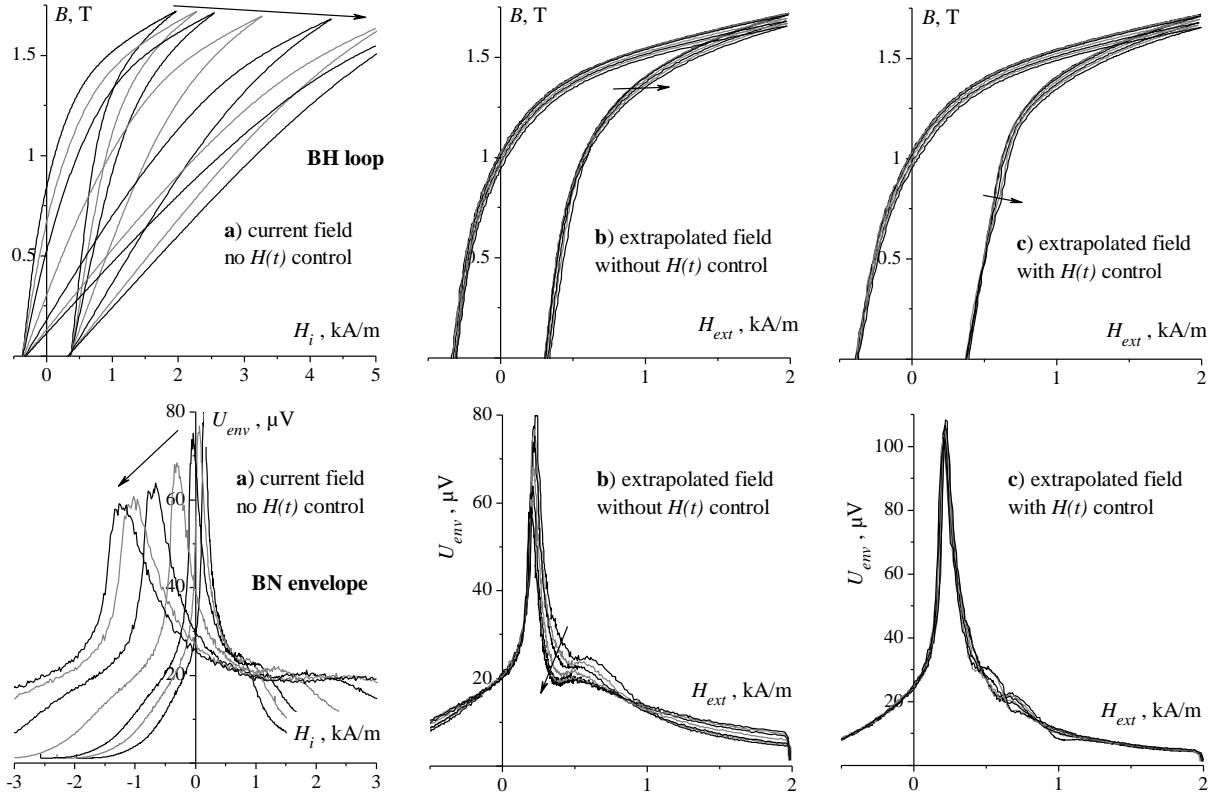 B, T
1.5
1
0.5
BH loop
a) current field
no H(t) control
H_i , kA/m
0 1 2 3 4 5
B, T
1.5
1
0.5
b) extrapolated field
without H(t) control
H_ext , kA/m
0 1 2
B, T
1.5
1
0.5
c) extrapolated field
with H(t) control
H_ext , kA/m
0 1 2
80
U_env , µV
a) current field
no H(t) control
60
BN envelope
40
20
H_i , kA/m
-3 -2 -1 0 1 2 3
80
b) extrapolated field
without H(t) control
U_env , µV
60
40
20
H_ext , kA/m
0 1 2
100
c) extrapolated field
with H(t) control
U_env , µV
80
60
40
20
H_ext , kA/m
0 1 2